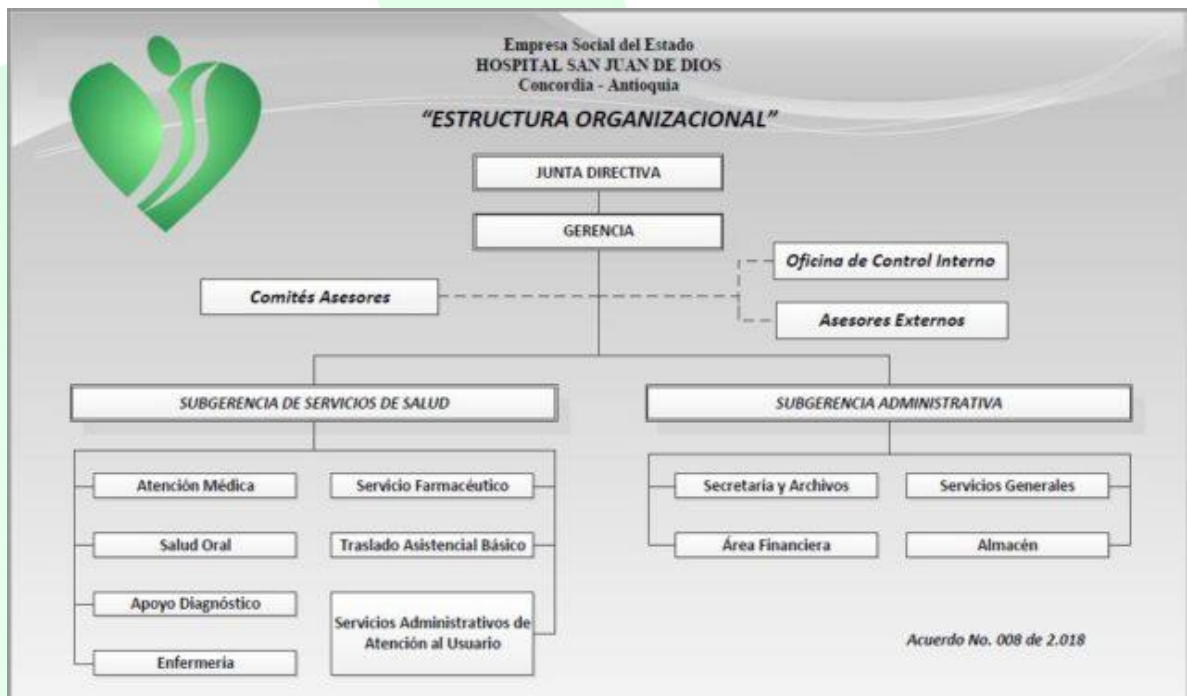 Empresa Social del Estado
HOSPITAL SAN JUAN DE DIOS
Concordia - Antioquia
"ESTRUCTURA ORGANIZACIONAL"
JUNTA DIRECTIVA
GERENCIA
Oficina de Control Interno
Comités Asesores
Asesores Externos
SUBGERENCIA DE SERVICIOS DE SALUD
SUBGERENCIA ADMINISTRATIVA
Atención Médica
Servicio Farmacéutico
Salud Oral
Traslado Asistencial Básico
Apoyo Diagnóstico
Servicios Administrativos de
Atención al Usuario
Enfermería
Secretaria y Archivos
Servicios Generales
Área Financiera
Almacén
Acuerdo No. 008 de 2.018